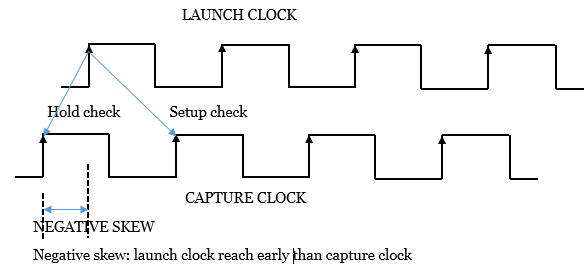 LAUNCH CLOCK
Hold check
Setup check
CAPTURE CLOCK
NEGATIVE SKEW
Negative skew: launch clock reach early than capture clock